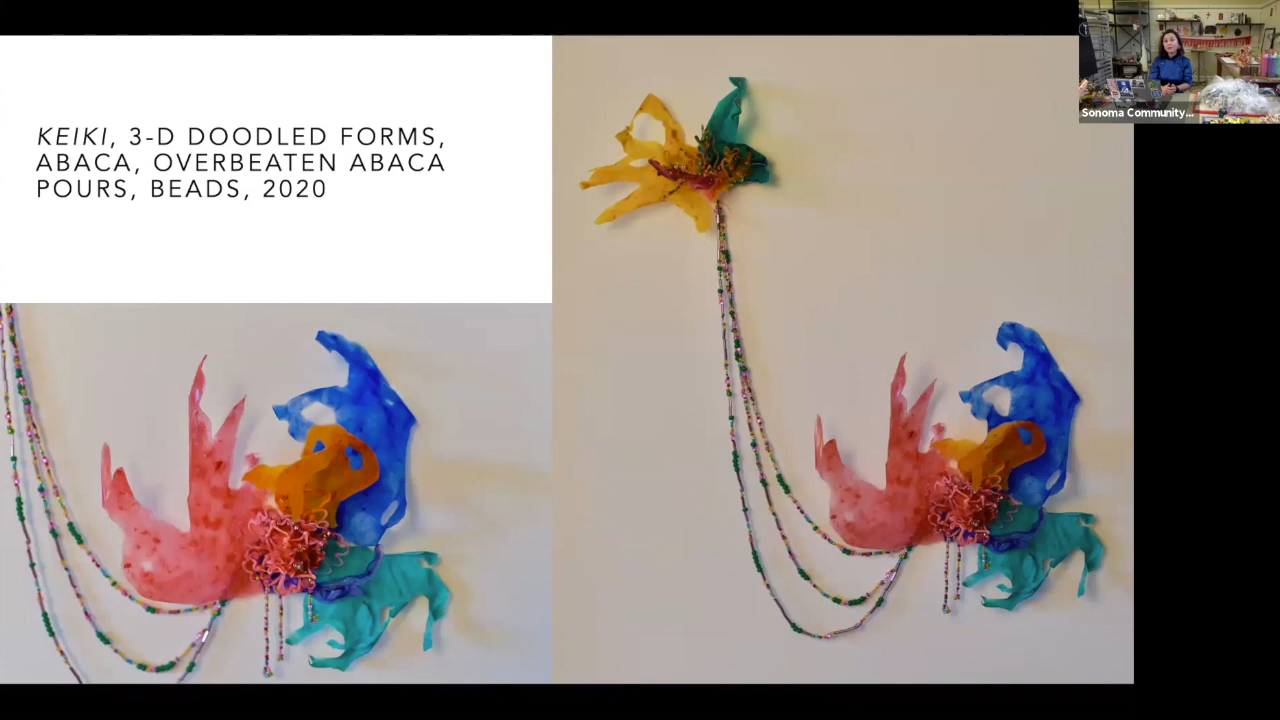 KEIKI, 3-D DOODLED FORMS,
ABACA, OVERBEATEN ABACA
POURS, BEADS, 2020
Sonoma Community...